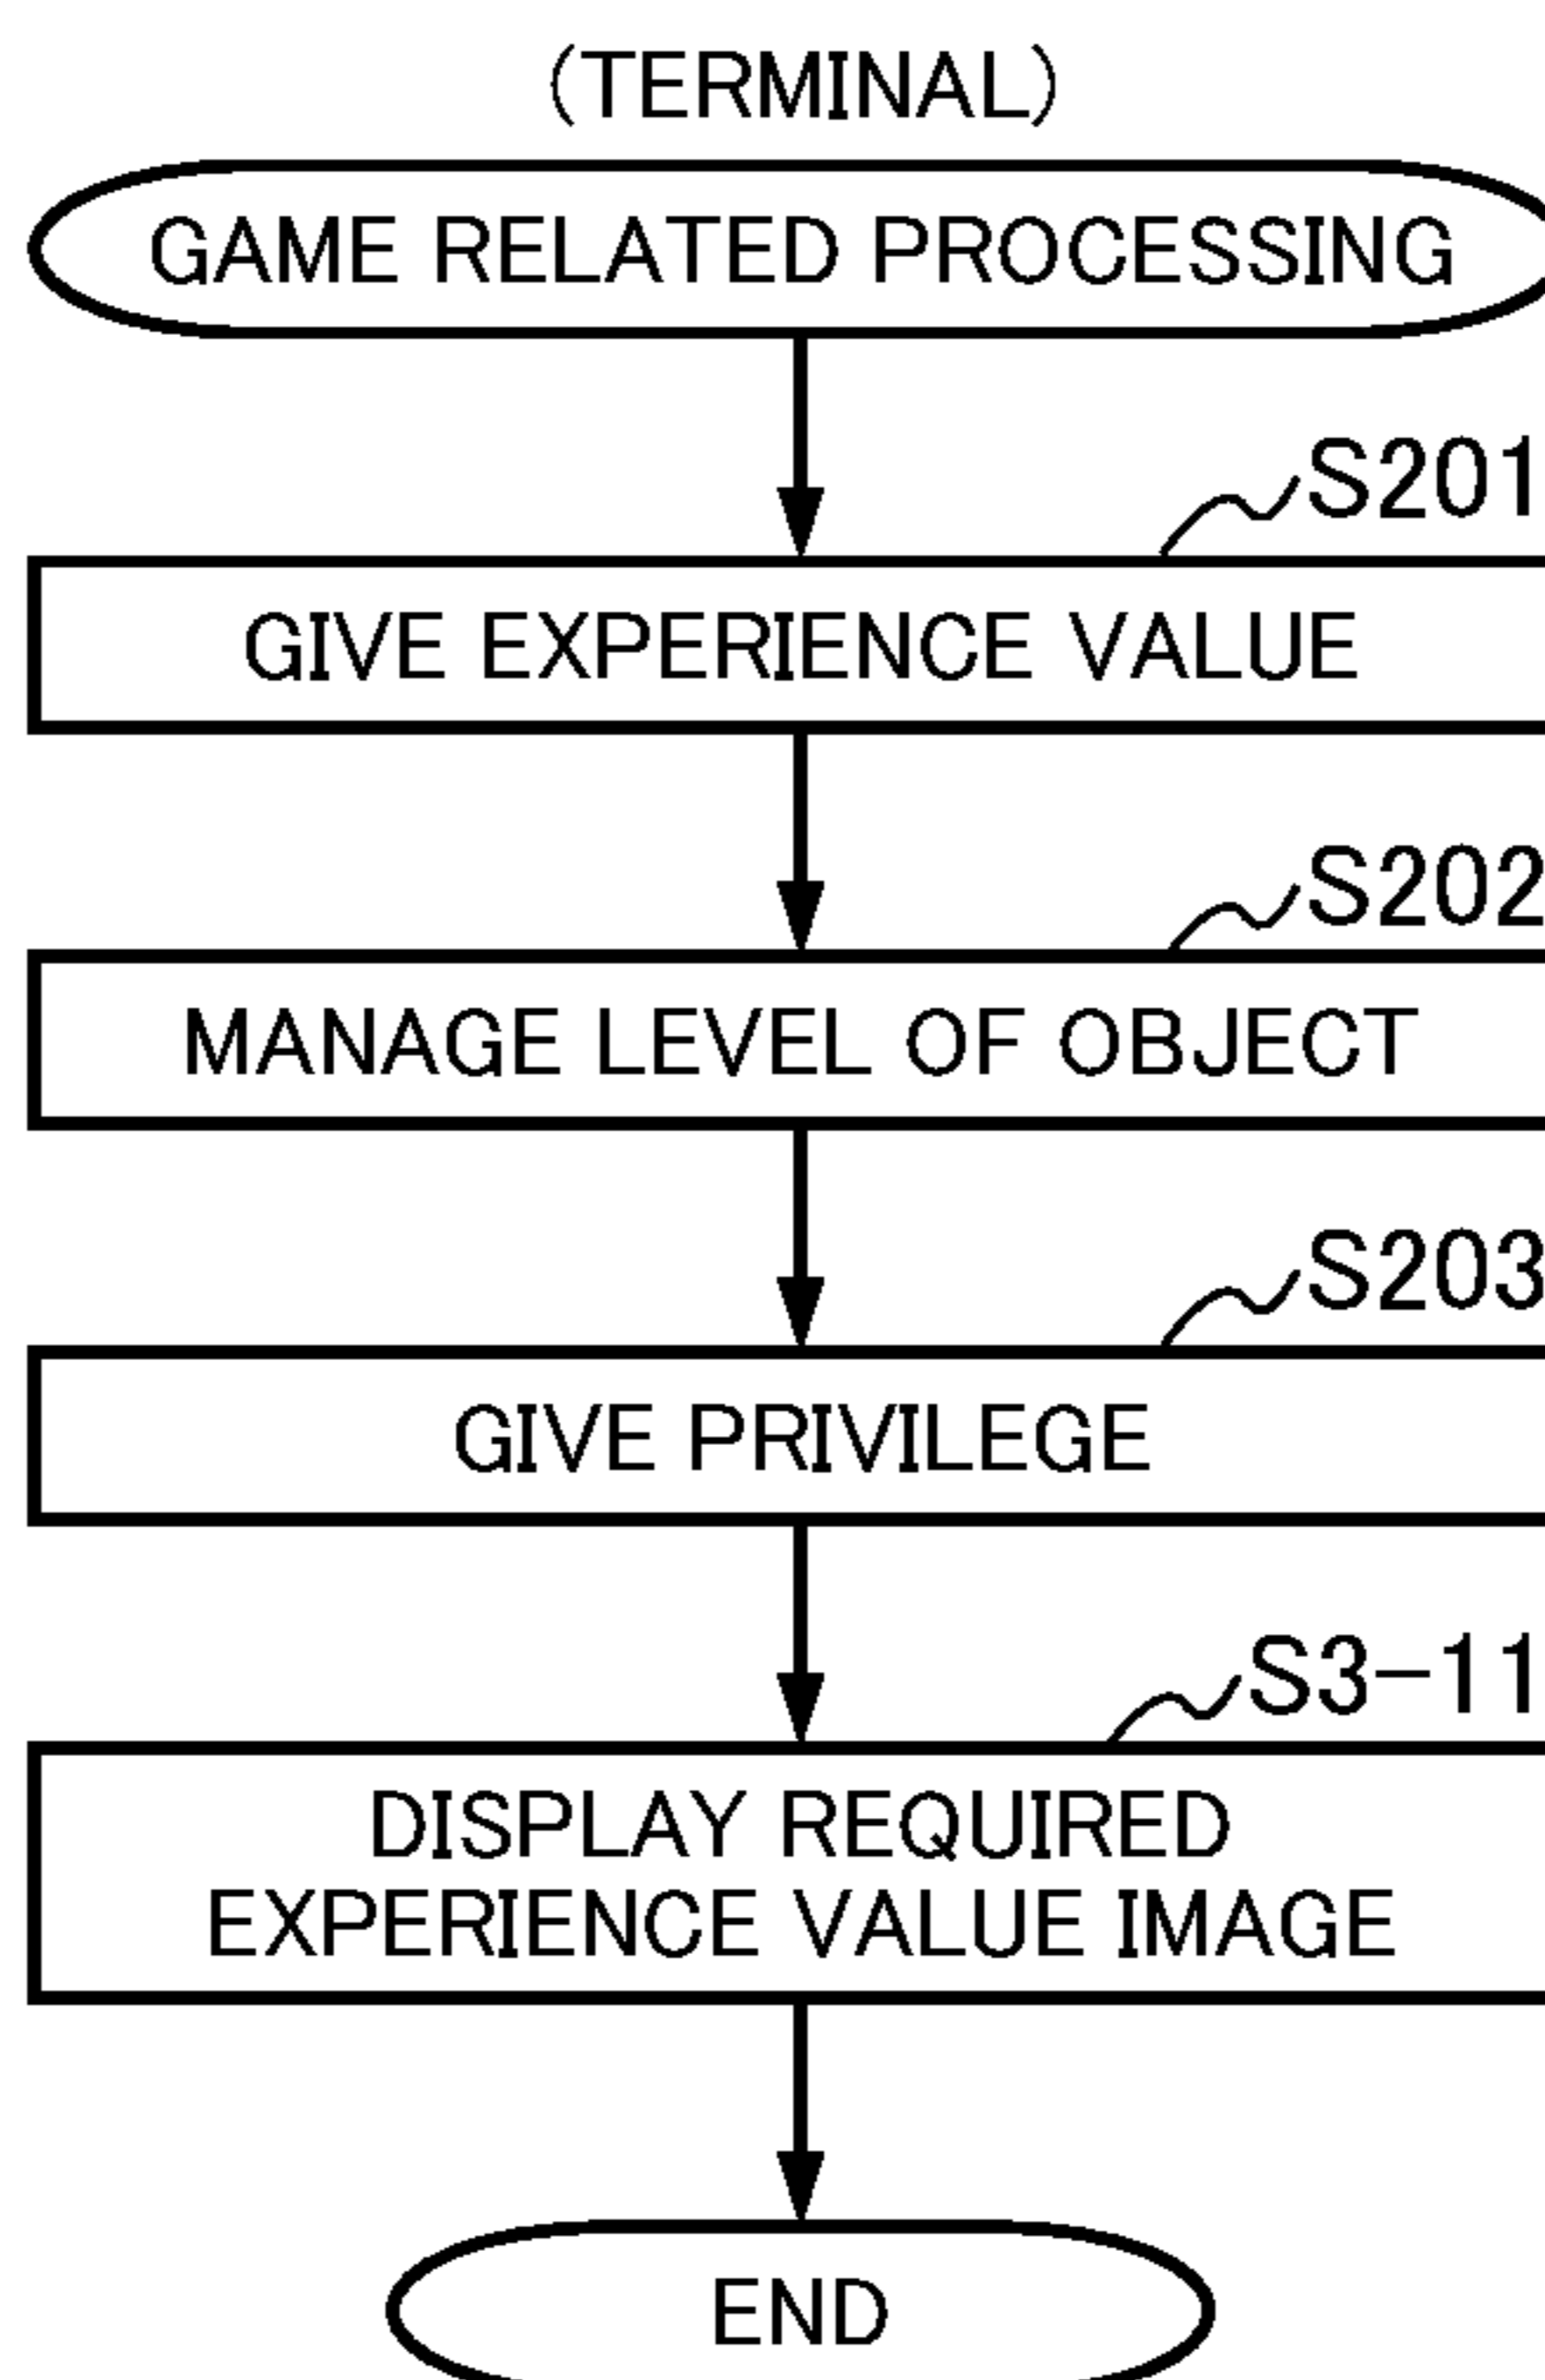 (TERMINAL)
GAME RELATED PROCESSING
S201
GIVE EXPERIENCE VALUE
S202
MANAGE LEVEL OF OBJECT
S203
GIVE PRIVILEGE
S3-11
DISPLAY REQUIRED
EXPERIENCE VALUE IMAGE
END